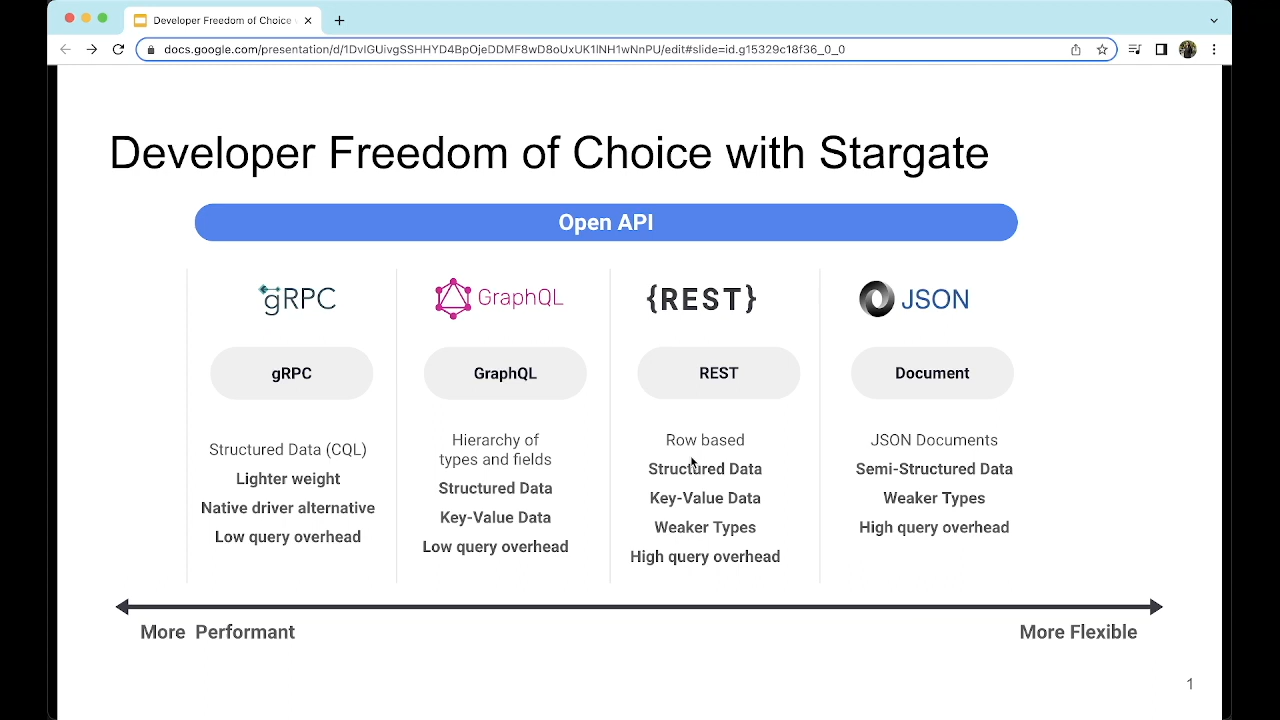 Developer Freedom of Choice
docs.google.com/presentation/d/1DvIGUivgSSHHYD4BpOjeDDMF8wD8oUxUK1lNH1wNnPU/edit#slide=id.g15329c18f36_0_0
Developer Freedom of Choice with Stargate
Open API
gRPC
GraphQL
{REST}
JSON
gRPC
GraphQL
REST
Document
Structured Data (CQL)
Lighter weight
Native driver alternative
Low query overhead
Hierarchy of
types and fields
Structured Data
Key-Value Data
Low query overhead
Row based
Structured Data
Key-Value Data
Weaker Types
High query overhead
JSON Documents
Semi-Structured Data
Weaker Types
High query overhead
More Performant
More Flexible
1